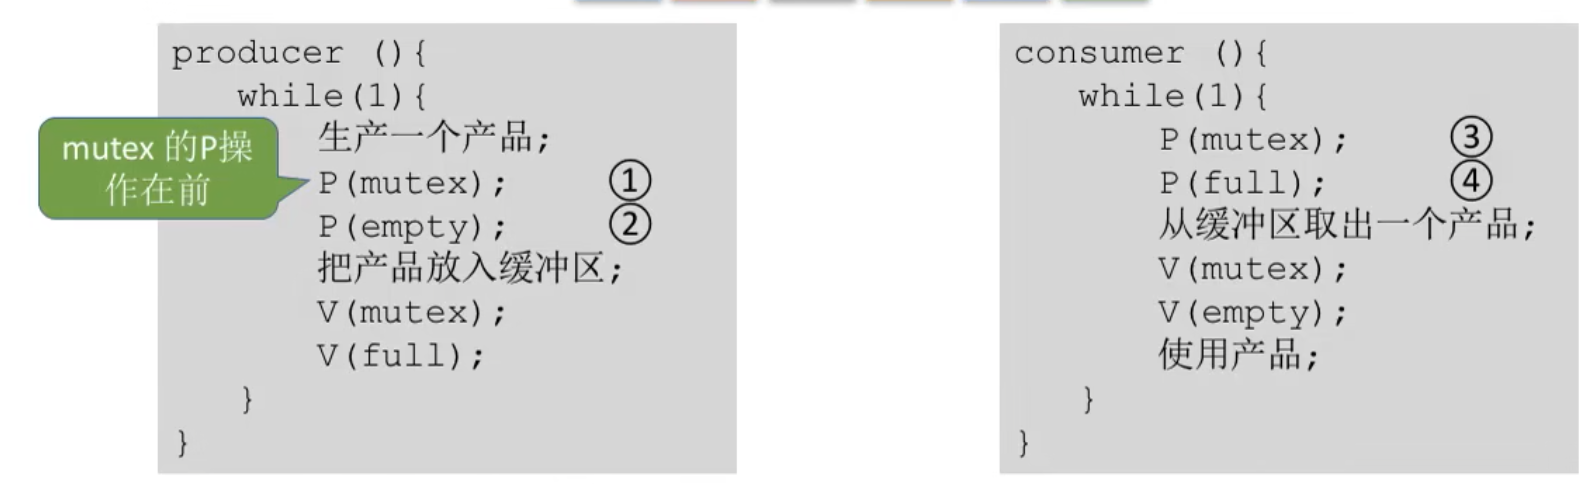 producer (){
while(1){
生产一个产品;
P(mutex); ①
P(empty); ②
把产品放入缓冲区;
V(mutex);
V(full);
}
}
mutex 的P操
作在前
consumer (){
while(1){
P(mutex); ③
P(full); ④
从缓冲区取出一个产品;
V(mutex);
V(empty);
使用产品;
}
}